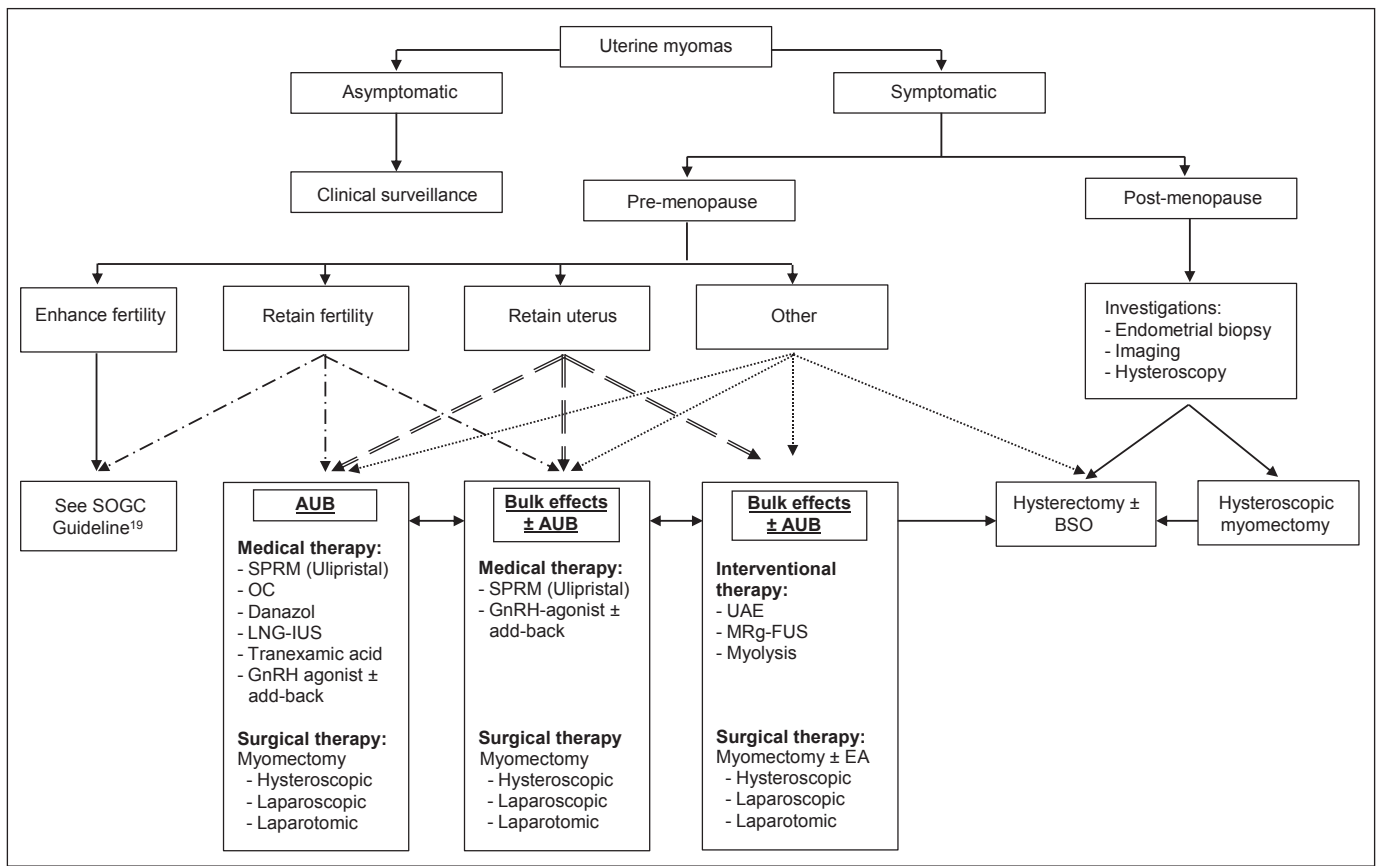 Uterine myomas
Asymptomatic
Symptomatic
Clinical surveillance
Pre-menopause
Post-menopause
Enhance fertility
Retain fertility
Retain uterus
Other
Investigations:
- Endometrial biopsy
- Imaging
- Hysteroscopy
See SOGC
Guideline¹⁹
AUB
Medical therapy:
- SPRM (Ulipristal)
- OC
- Danazol
- LNG-IUS
- Tranexamic acid
- GnRH agonist ±
add-back
Surgical therapy:
Myomectomy
- Hysteroscopic
- Laparoscopic
- Laparotomic
Bulk effects
± AUB
Medical therapy:
- SPRM (Ulipristal)
- GnRH-agonist ±
add-back
Surgical therapy
Myomectomy
- Hysteroscopic
- Laparoscopic
- Laparotomic
Bulk effects
± AUB
Interventional
therapy:
- UAE
- MRg-FUS
- Myolysis
Surgical therapy:
Myomectomy ± EA
- Hysteroscopic
- Laparoscopic
- Laparotomic
Hysterectomy ±
BSO
Hysteroscopic
myomectomy